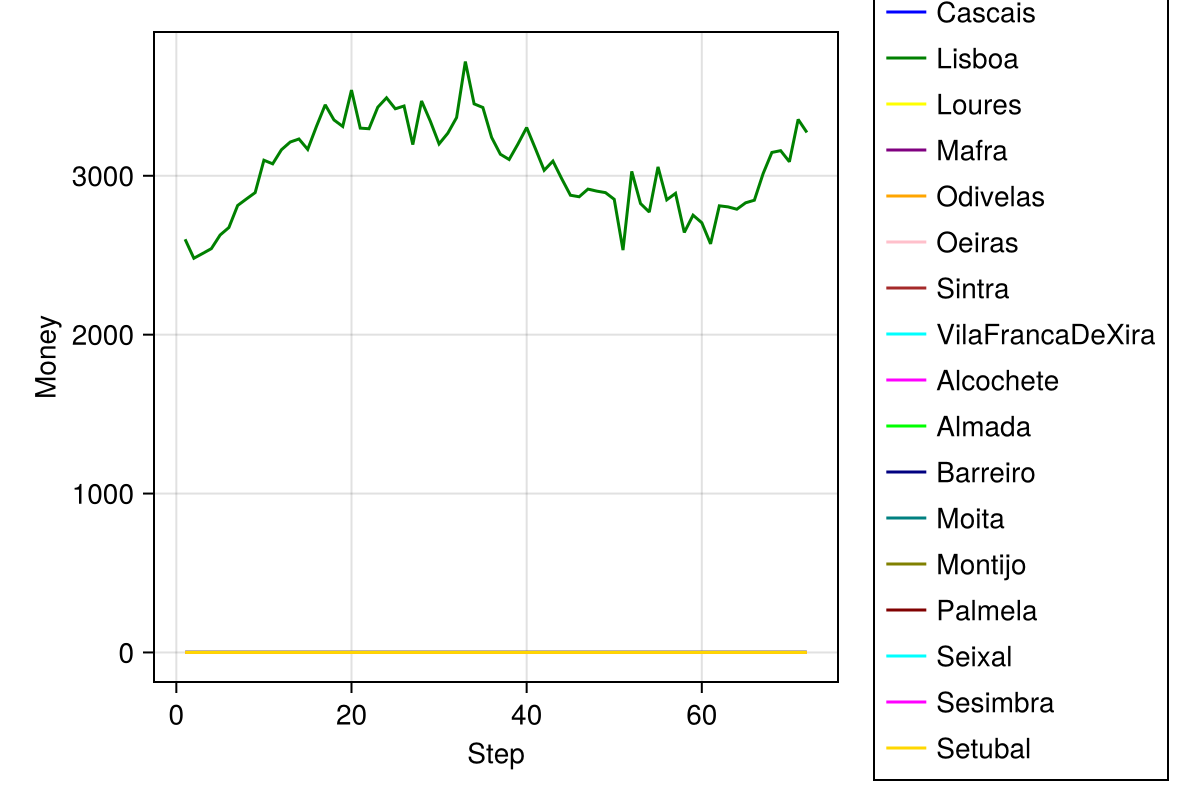 Money
3000
2000
1000
0
0
20
40
60
Step
Cascais
Lisboa
Loures
Mafra
Odivelas
Oeiras
Sintra
VilaFrancaDeXira
Alcochete
Almada
Barreiro
Moita
Montijo
Palmela
Seixal
Sesimbra
Setubal